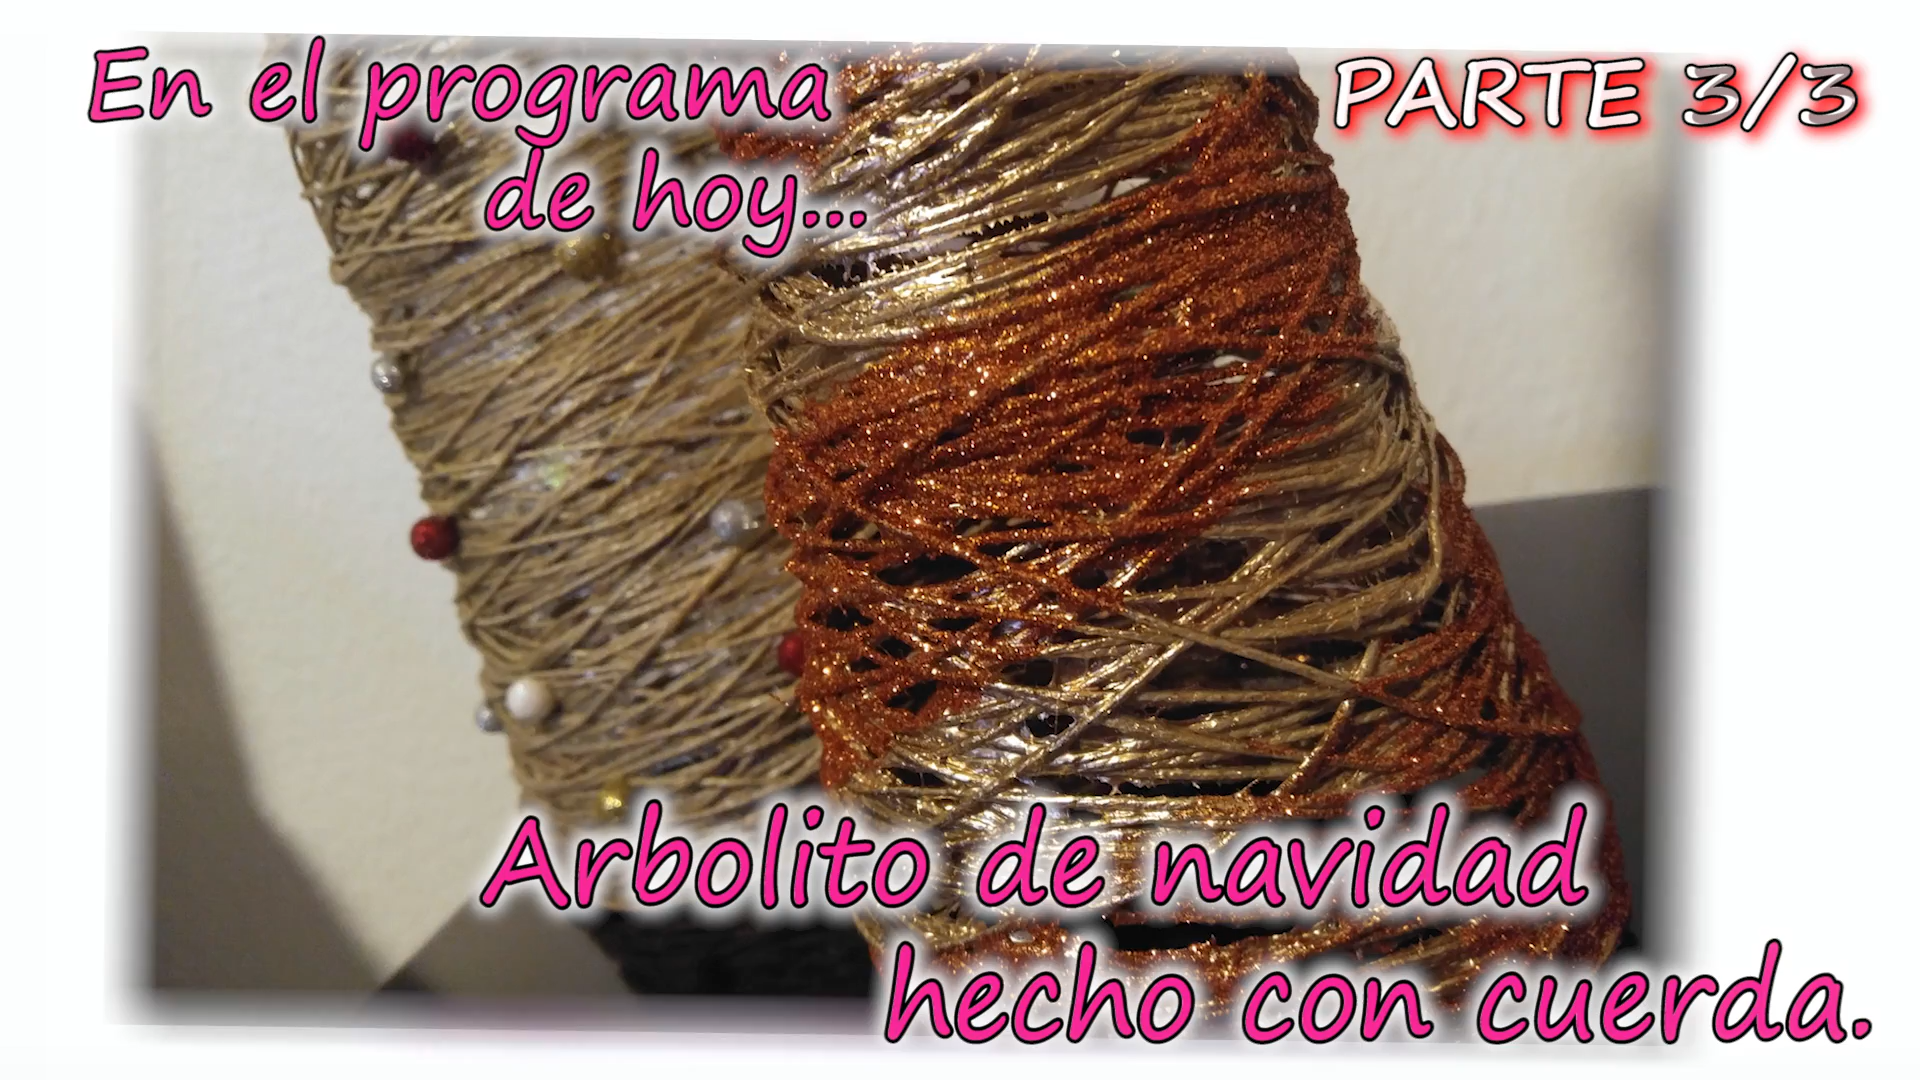 En el programa
de hoy...
PARTE 3/3
Arbolito de navidad
hecho con cuerda.